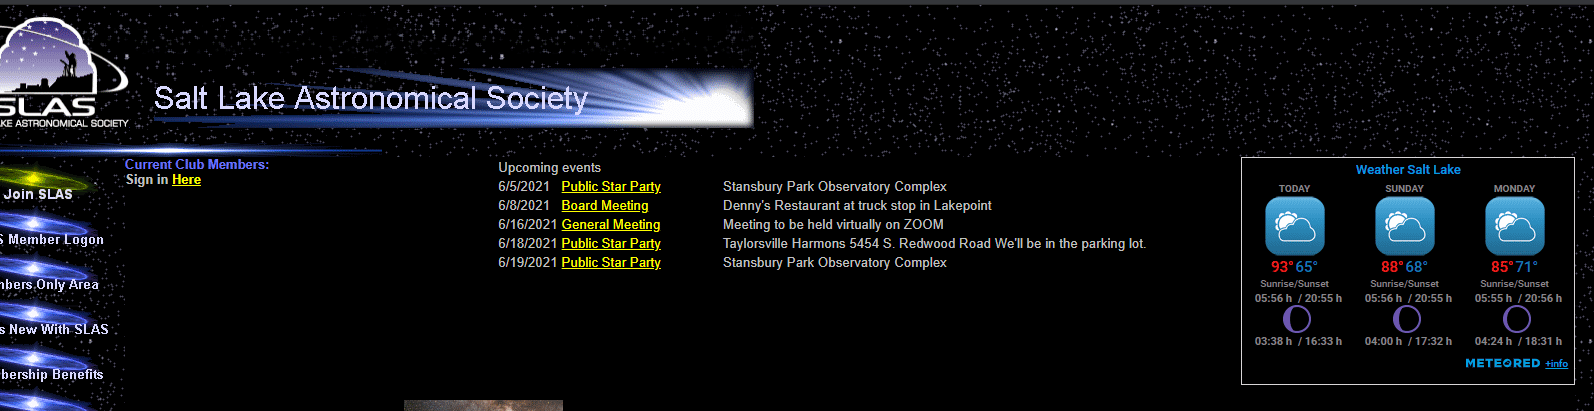 SLAS
KE ASTRONOMICAL SOCIETY
Salt Lake Astronomical Society
Join SLAS
S Member Logon
mbers Only Area
s New With SLAS
bership Benefits
Current Club Members:
Sign in Here
Upcoming events
6/5/2021 Public Star Party Stansbury Park Observatory Complex
6/8/2021 Board Meeting Denny's Restaurant at truck stop in Lakepoint
6/16/2021 General Meeting Meeting to be held virtually on ZOOM
6/18/2021 Public Star Party Taylorsville Harmons 5454 S. Redwood Road We'll be in the parking lot.
6/19/2021 Public Star Party Stansbury Park Observatory Complex
Weather Salt Lake
TODAY SUNDAY MONDAY
93° 65° 88° 68° 85° 71°
Sunrise/Sunset Sunrise/Sunset Sunrise/Sunset
05:56 h / 20:55 h 05:56 h / 20:55 h 05:55 h / 20:56 h
03:38 h / 16:33 h 04:00 h / 17:32 h 04:24 h / 18:31 h
METEORED +info